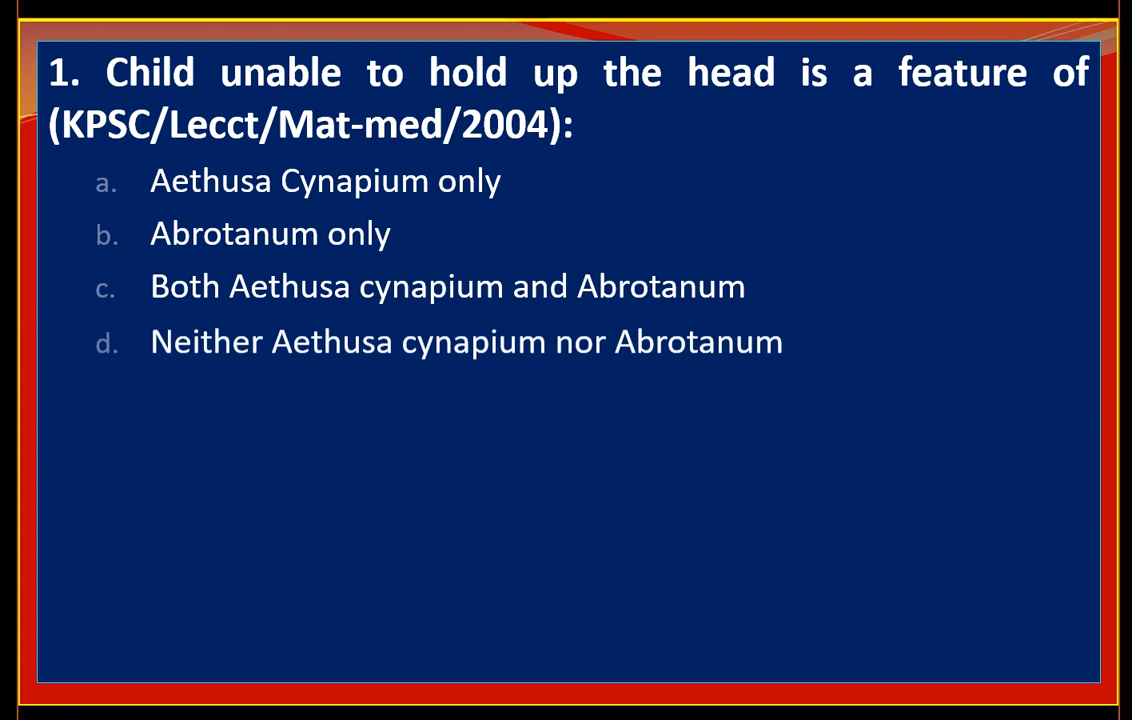 1. Child unable to hold up the head is a feature of
(KPSC/Lecct/Mat-med/2004):
a. Aethusa Cynapium only
b. Abrotanum only
c. Both Aethusa cynapium and Abrotanum
d. Neither Aethusa cynapium nor Abrotanum